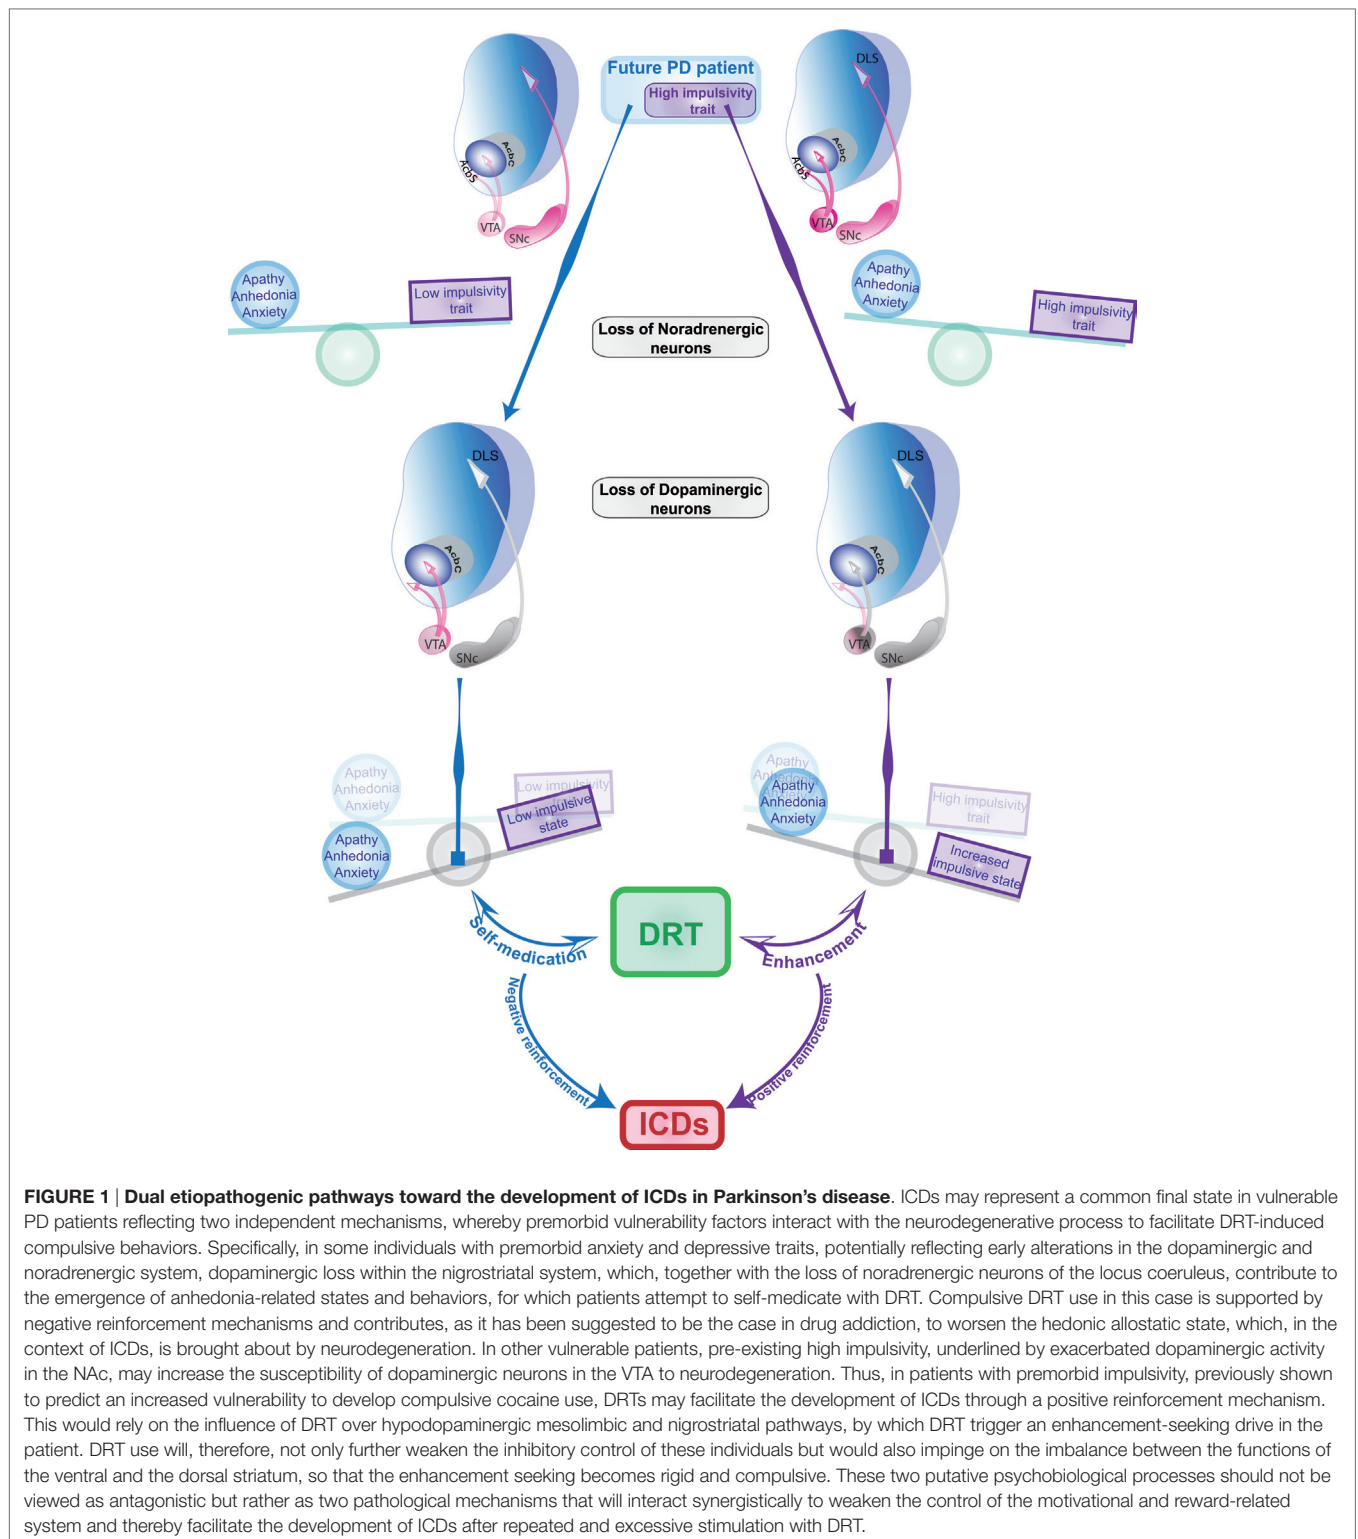 DLS
Future PD patient
High impulsivity
trait
AcbC
AcbS
VTA
SNc
AcbC
AcbS
VTA
SNc
Apathy
Anhedonia
Anxiety
Low impulsivity
trait
Apathy
Anhedonia
Anxiety
High impulsivity
trait
Loss of Noradrenergic
neurons
DLS
AcbC
VTA
SNc
Loss of Dopaminergic
neurons
DLS
AcbC
VTA
SNc
Apathy
Anhedonia
Anxiety
Low impulsivity
trait
Low impulsive
state
Apathy
Anhedonia
Anxiety
Apathy
Anhedonia
Anxiety
Apathy
Anhedonia
Anxiety
High impulsivity
trait
Increased
impulsive state
DRT
Self-medication
Enhancement
Negative reinforcement
Positive reinforcement
ICDs
FIGURE 1 | Dual etiopathogenic pathways toward the development of ICDs in Parkinson's disease. ICDs may represent a common final state in vulnerable
PD patients reflecting two independent mechanisms, whereby premorbid vulnerability factors interact with the neurodegenerative process to facilitate DRT-induced
compulsive behaviors. Specifically, in some individuals with premorbid anxiety and depressive traits, potentially reflecting early alterations in the dopaminergic and
noradrenergic system, dopaminergic loss within the nigrostriatal system, which, together with the loss of noradrenergic neurons of the locus coeruleus, contribute to
the emergence of anhedonia-related states and behaviors, for which patients attempt to self-medicate with DRT. Compulsive DRT use in this case is supported by
negative reinforcement mechanisms and contributes, as it has been suggested to be the case in drug addiction, to worsen the hedonic allostatic state, which, in the
context of ICDs, is brought about by neurodegeneration. In other vulnerable patients, pre-existing high impulsivity, underlined by exacerbated dopaminergic activity
in the NAc, may increase the susceptibility of dopaminergic neurons in the VTA to neurodegeneration. Thus, in patients with premorbid impulsivity, previously shown
to predict an increased vulnerability to develop compulsive cocaine use, DRTs may facilitate the development of ICDs through a positive reinforcement mechanism.
This would rely on the influence of DRT over hypodopaminergic mesolimbic and nigrostriatal pathways, by which DRT trigger an enhancement-seeking drive in the
patient. DRT use will, therefore, not only further weaken the inhibitory control of these individuals but would also impinge on the imbalance between the functions of
the ventral and the dorsal striatum, so that the enhancement seeking becomes rigid and compulsive. These two putative psychobiological processes should not be
viewed as antagonistic but rather as two pathological mechanisms that will interact synergistically to weaken the control of the motivational and reward-related
system and thereby facilitate the development of ICDs after repeated and excessive stimulation with DRT.